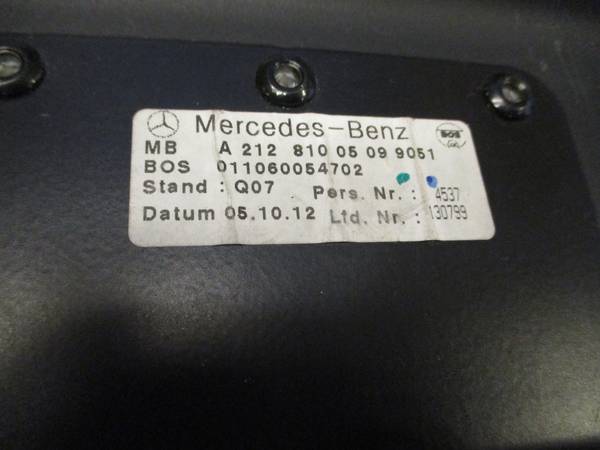 Mercedes-Benz BOS
MB A 212 810 05 09 9051
BOS 011060054702
Stand : Q07 Pers. Nr. : 4537
Datum 05.10.12 Lfd. Nr. : 130799